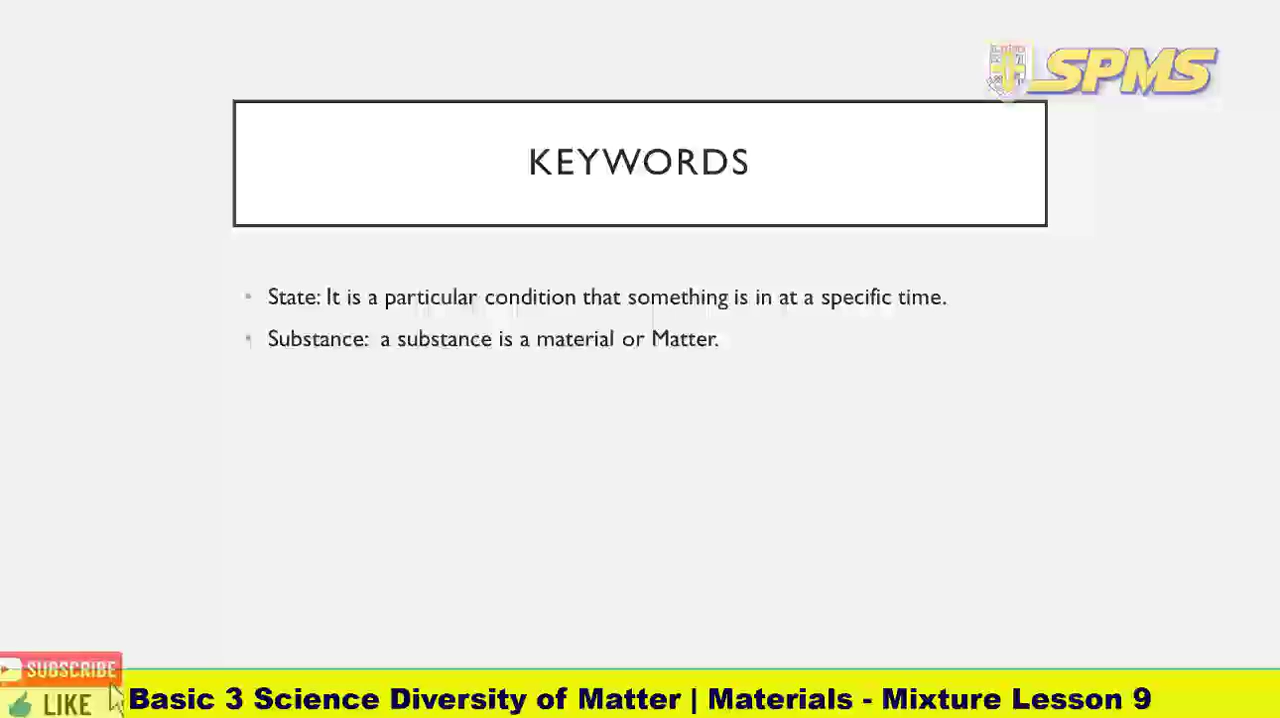 SPMS
KEYWORDS
• State: It is a particular condition that something is in at a specific time.
• Substance: a substance is a material or Matter.
SUBSCRIBE
LIKE
Basic 3 Science Diversity of Matter | Materials - Mixture Lesson 9